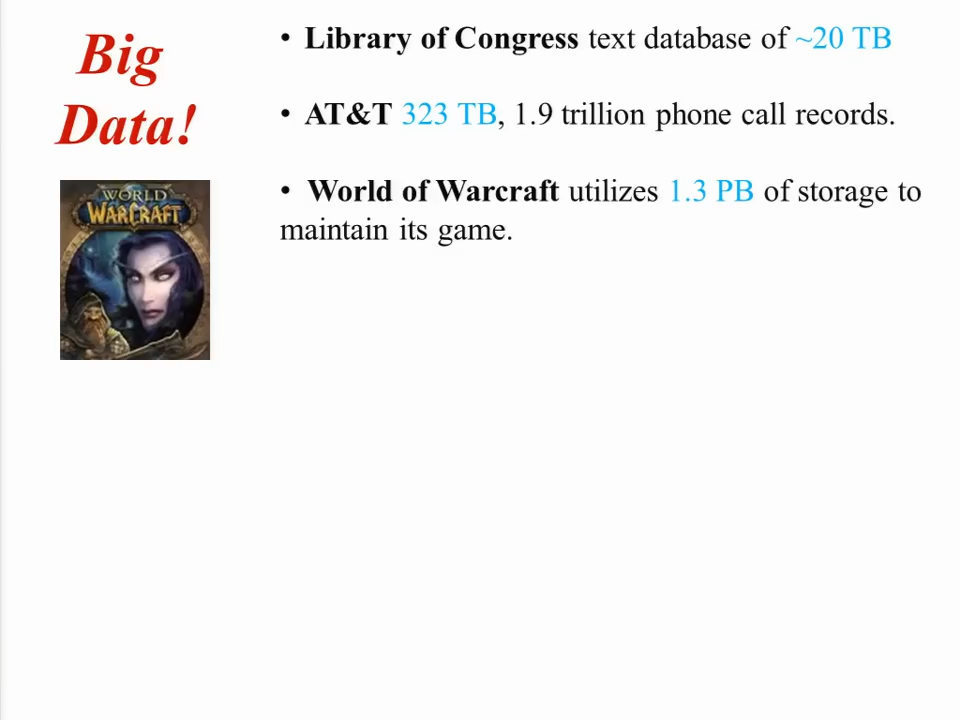 Big
Data!
• Library of Congress text database of ~20 TB
• AT&T 323 TB, 1.9 trillion phone call records.
• World of Warcraft utilizes 1.3 PB of storage to
maintain its game.
WORLD
OF
WARCRAFT